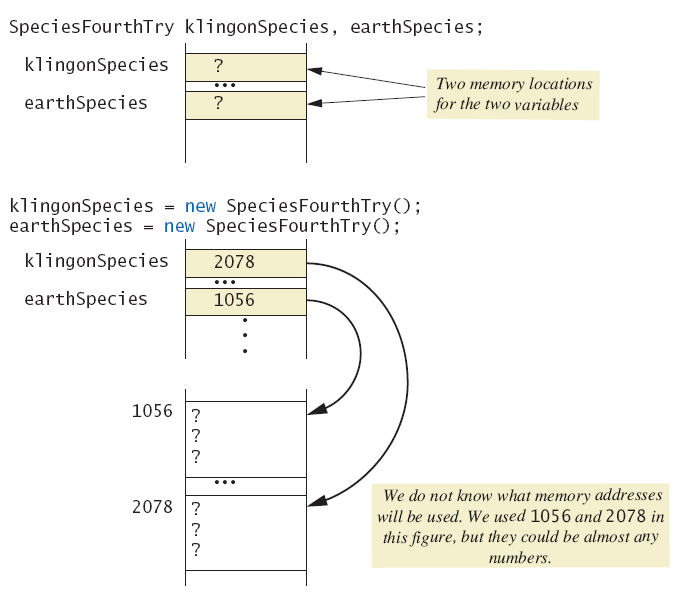 SpeciesFourthTry klingonSpecies, earthSpecies;
klingonSpecies ?
...
earthSpecies ?
Two memory locations
for the two variables
klingonSpecies = new SpeciesFourthTry();
earthSpecies = new SpeciesFourthTry();
klingonSpecies 2078
...
earthSpecies 1056
1056 ?
?
?
...
2078 ?
?
?
We do not know what memory addresses
will be used. We used 1056 and 2078 in
this figure, but they could be almost any
numbers.